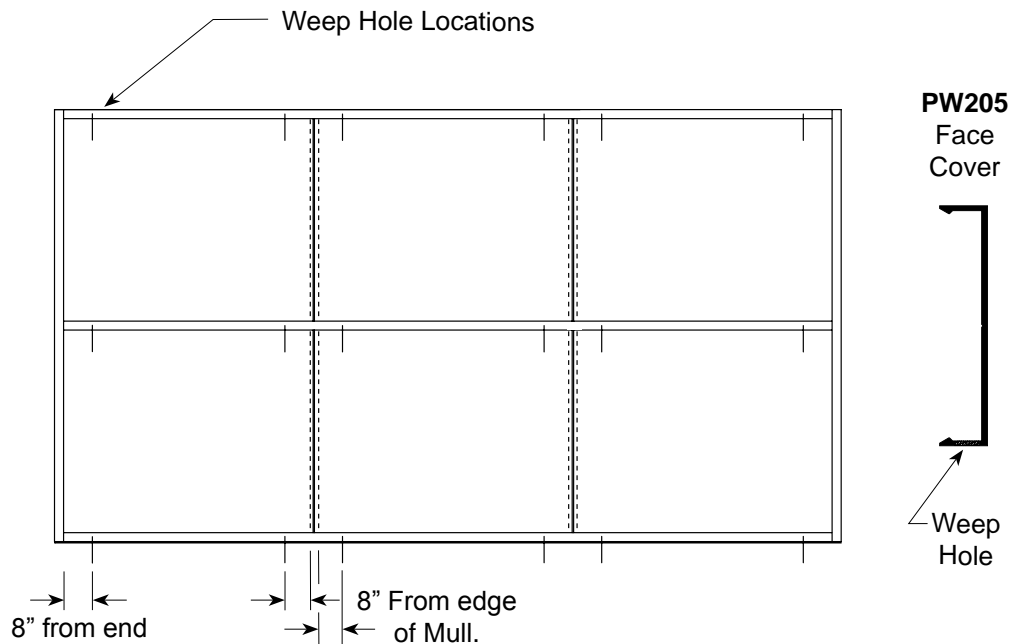 Weep Hole Locations
PW205
Face
Cover
Weep
Hole
8” from end
8” From edge
of Mull.